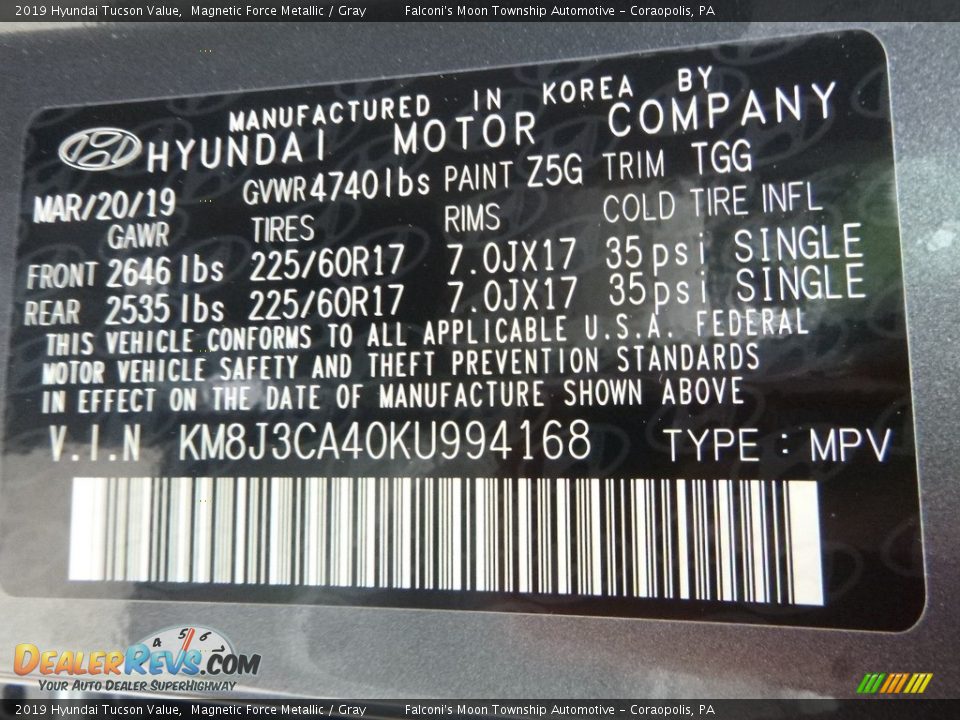 2019 Hyundai Tucson Value, Magnetic Force Metallic / Gray Falconi's Moon Township Automotive - Coraopolis, PA
MANUFACTURED IN KOREA BY
HYUNDAI MOTOR COMPANY
MAR/20/19 GVWR 4740lbs PAINT Z5G TRIM TGG
GAWR TIRES RIMS COLD TIRE INFL
FRONT 2646 lbs 225/60R17 7.0JX17 35psi SINGLE
REAR 2535 lbs 225/60R17 7.0JX17 35psi SINGLE
THIS VEHICLE CONFORMS TO ALL APPLICABLE U.S.A. FEDERAL
MOTOR VEHICLE SAFETY AND THEFT PREVENTION STANDARDS
IN EFFECT ON THE DATE OF MANUFACTURE SHOWN ABOVE
V.I.N KM8J3CA40KU994168 TYPE : MPV
4 5 6
DEALERREVS.COM
YOUR AUTO DEALER SUPERHIGHWAY
2019 Hyundai Tucson Value, Magnetic Force Metallic / Gray Falconi's Moon Township Automotive - Coraopolis, PA